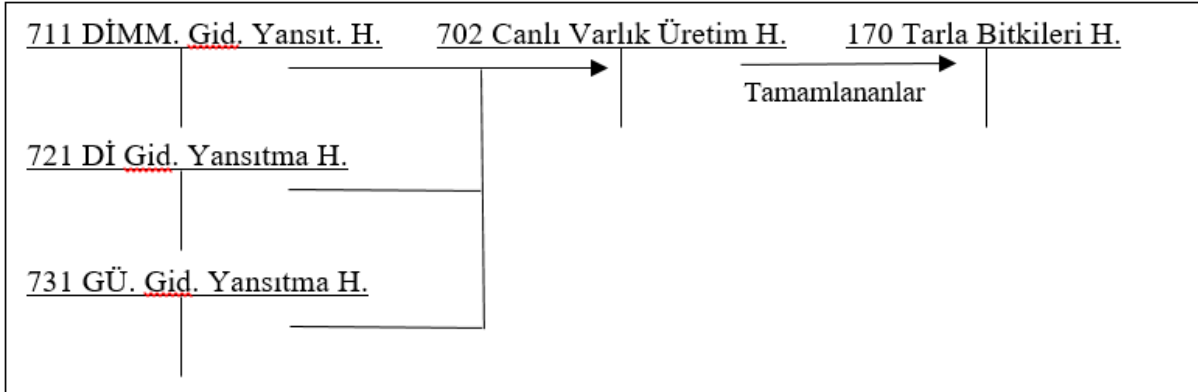 711 DİMM. Gid. Yansıt. H. 702 Canlı Varlık Üretim H. 170 Tarla Bitkileri H.
Tamamlananlar
721 Dİ Gid. Yansıtma H.
731 GÜ. Gid. Yansıtma H.